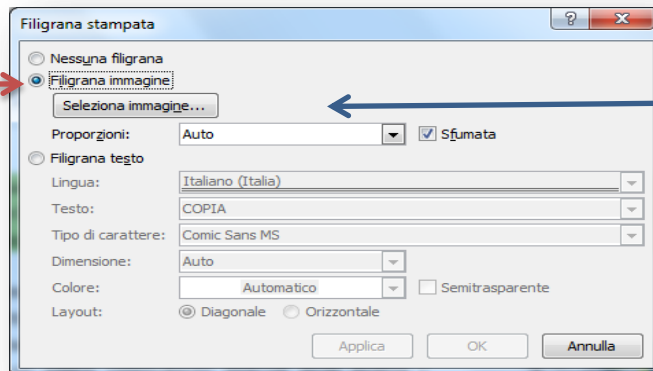 Filigrana stampata
Nessuna filigrana
Filigrana immagine
Seleziona immagine...
Proporzioni: Auto Sfumata
Filigrana testo
Lingua: Italiano (Italia)
Testo: COPIA
Tipo di carattere: Comic Sans MS
Dimensione: Auto
Colore: Automatico Semitrasparente
Layout: Diagonale Orizzontale
Applica OK Annulla